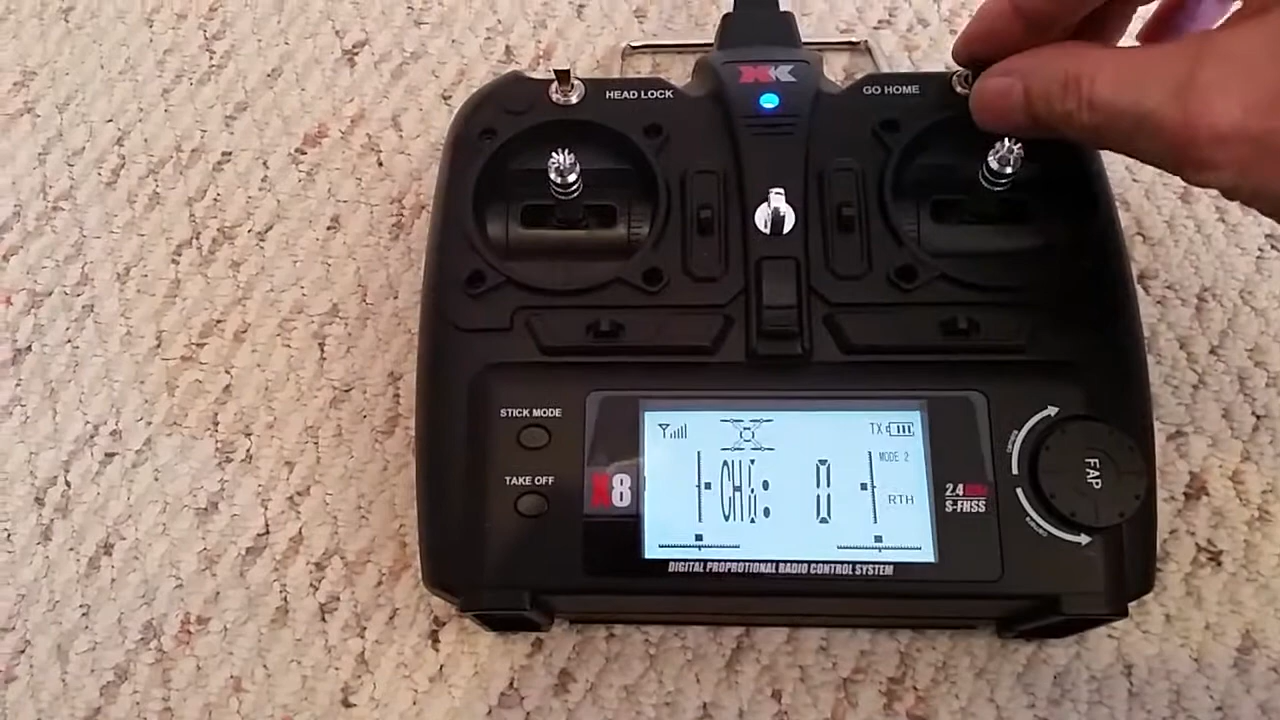 XK
HEAD LOCK
GO HOME
STICK MODE
TAKE OFF
TX
MODE 2
0
RTH
X8
2.4
S-FHSS
FAP
DIGITAL PROPROTIONAL RADIO CONTROL SYSTEM